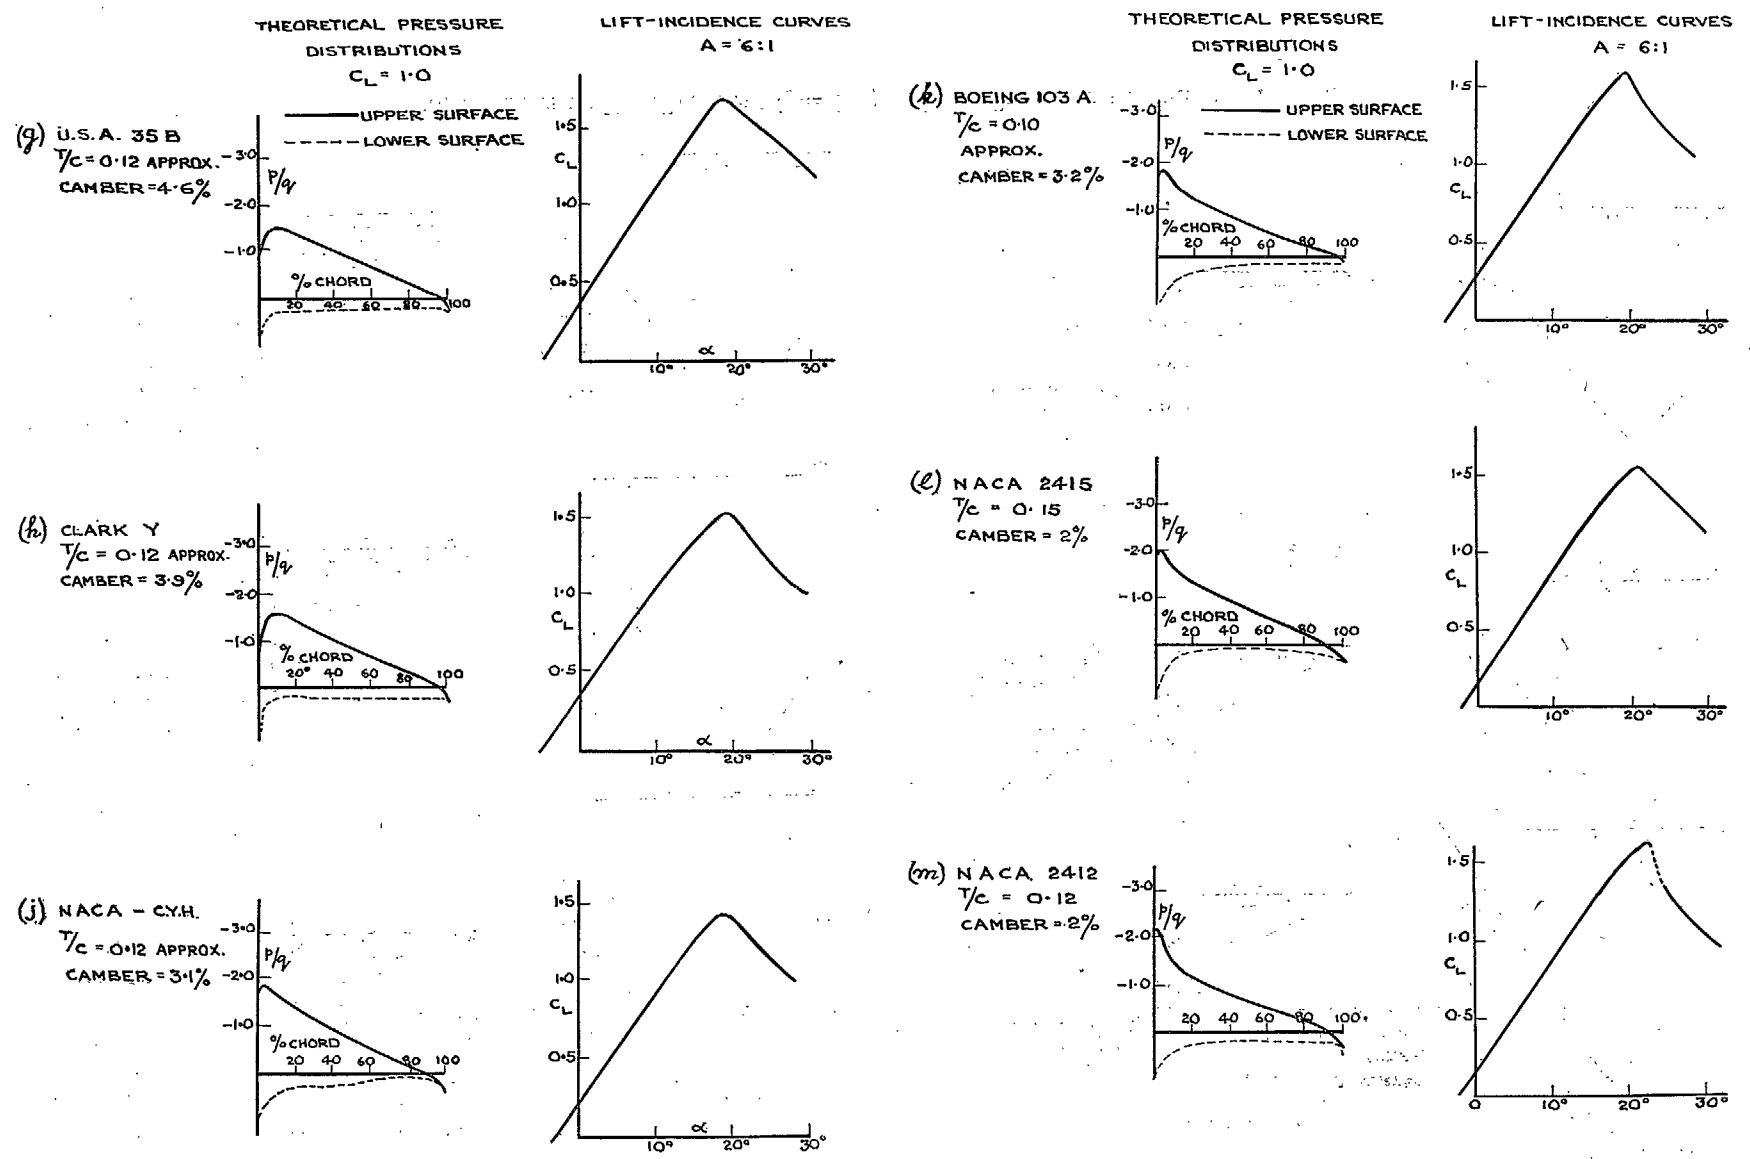 THEORETICAL PRESSURE
DISTRIBUTIONS
C_L = 1·0
LIFT-INCIDENCE CURVES
A = 6:1
UPPER SURFACE
LOWER SURFACE
(g) U.S.A. 35 B
T/C = 0·12 APPROX.
CAMBER = 4·6%
-3·0
P/q
-2·0
-1·0
% CHORD
20 40 60 80 100
1·5
C_L
1·0
0·5
α
10° 20° 30°
(h) CLARK Y
T/C = 0·12 APPROX.
CAMBER = 3·9%
-3·0
P/q
-2·0
-1·0
% CHORD
20 40 60 80 100
1·5
1·0
C_L
0·5
α
10° 20° 30°
(j) NACA - C.Y.H.
T/C = 0·12 APPROX.
CAMBER = 3·1%
-3·0
P/q
-2·0
-1·0
% CHORD
20 40 60 80 100
1·5
1·0
C_L
0·5
α
10° 20° 30°
THEORETICAL PRESSURE
DISTRIBUTIONS
C_L = 1·0
LIFT-INCIDENCE CURVES
A = 6:1
UPPER SURFACE
LOWER SURFACE
(k) BOEING 103 A.
T/C = 0·10
APPROX.
CAMBER = 3·2%
-3·0
P/q
-2·0
-1·0
% CHORD
20 40 60 80 100
1·5
1·0
C_L
0·5
10° 20° 30°
(l) NACA 2415
T/C = 0·15
CAMBER = 2%
-3·0
P/q
-2·0
-1·0
% CHORD
20 40 60 80 100
1·5
1·0
C_L
0·5
10° 20° 30°
(m) NACA 2412
T/C = 0·12
CAMBER = 2%
-3·0
P/q
-2·0
-1·0
20 40 60 80 100
1·5
1·0
C_L
0·5
0 10° 20° 30°